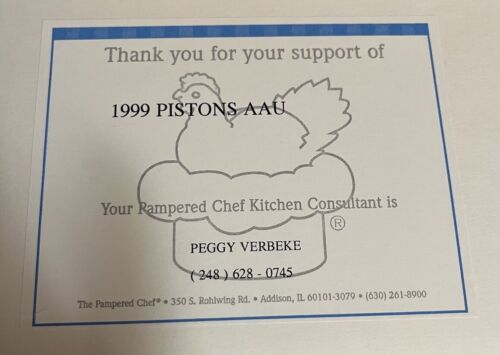 Thank you for your support of
1999 PISTONS AAU
Your Pampered Chef Kitchen Consultant is
®
PEGGY VERBEKE
( 248 ) 628 - 0745
The Pampered Chef® • 350 S. Rohlwing Rd. • Addison, IL 60101-3079 • (630) 261-8900